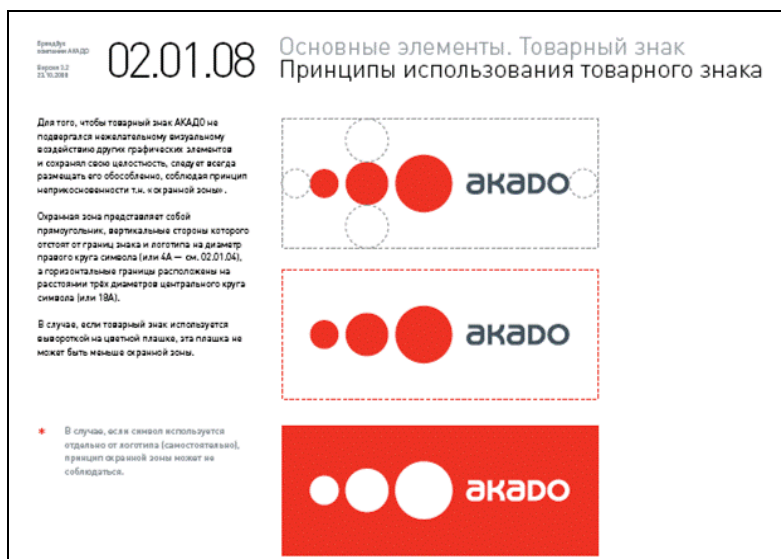 Брендбук
компании АКАДО
Версия 1.2
23.10.2008
02.01.08
Основные элементы. Товарный знак
Принципы использования товарного знака
Для того, чтобы товарный знак АКАДО не
подвергался нежелательному визуальному
воздействию других графических элементов
и сохранял свою целостность, следует всегда
размещать его обособленно, соблюдая принцип
неприкосновенности т.н. «охранной зоны».
Охранная зона представляет собой
прямоугольник, вертикальные стороны которого
отстоят от границ знака и логотипа на диаметр
правого круга символа (или 4А — см. 02.01.04),
а горизонтальные границы расположены на
расстоянии трёх диаметров центрального круга
символа (или 18А).
В случае, если товарный знак используется
вывороткой на цветной плашке, эта плашка не
может быть меньше охранной зоны.
* В случае, если символ используется
отдельно от логотипа (самостоятельно),
принцип охранной зоны может не
соблюдаться.
акаdо
акаdо
акаdо